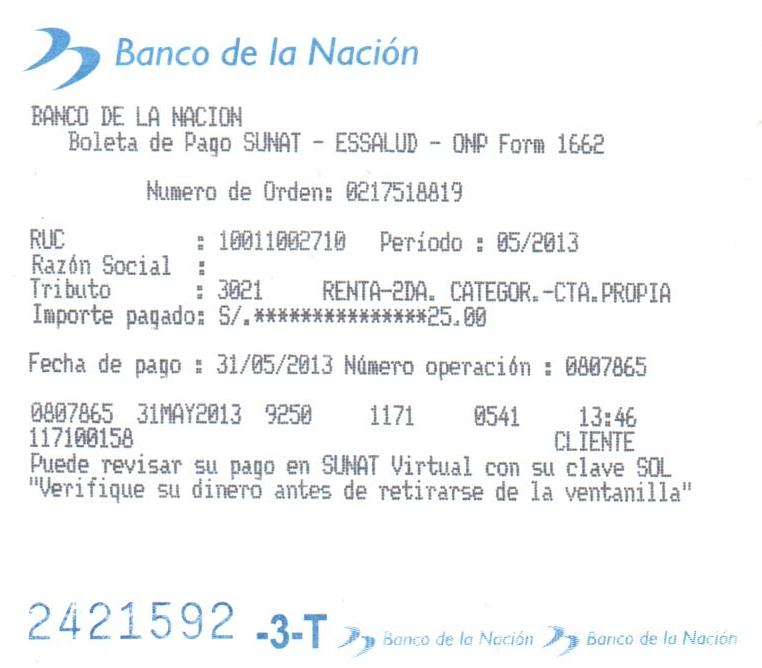 Banco de la Nación
BANCO DE LA NACION
Boleta de Pago SUNAT - ESSALUD - ONP Form 1662
Numero de Orden: 0217518819
RUC : 10011002710 Período : 05/2013
Razón Social :
Tributo : 3021 RENTA-2DA. CATEGOR.-CTA.PROPIA
Importe pagado: S/.***************25.00
Fecha de pago : 31/05/2013 Número operación : 0807865
0807865 31MAY2013 9250 1171 0541 13:46
117100158 CLIENTE
Puede revisar su pago en SUNAT Virtual con su clave SOL
"Verifique su dinero antes de retirarse de la ventanilla"
2421592 -3-T Banco de la Nación Banco de la Nación